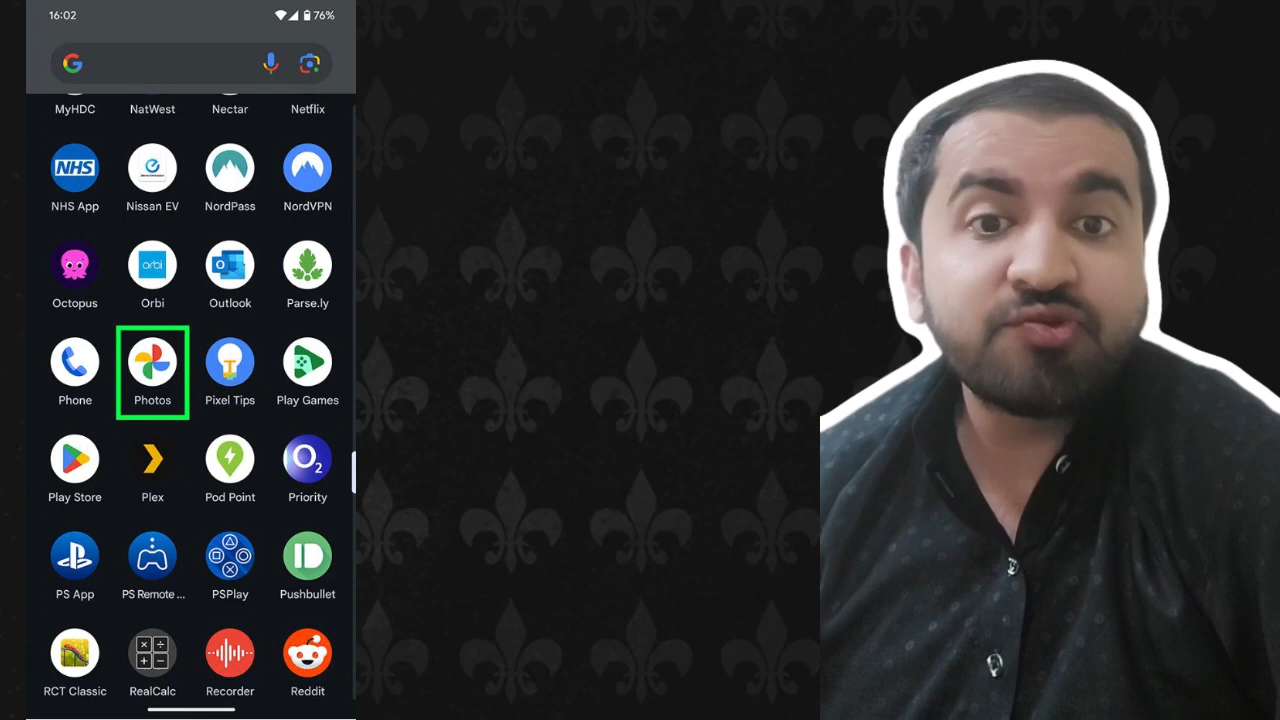 16:02 76%
MyHDC NatWest Nectar Netflix
NHS
NHS App Nissan EV NordPass NordVPN
orbi
Octopus Orbi Outlook Parse.ly
Phone Photos Pixel Tips Play Games
O2
Play Store Plex Pod Point Priority
PS App PS Remote ... PSPlay Pushbullet
RCT Classic RealCalc Recorder Reddit